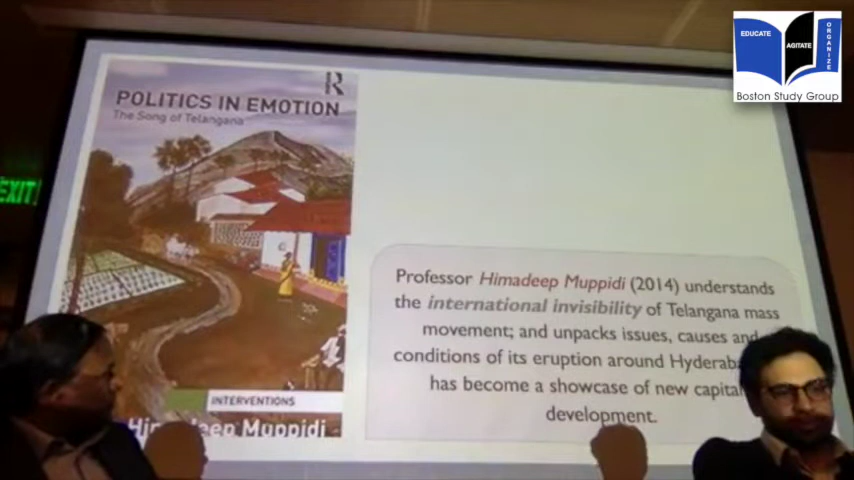 EDUCATE
AGITATE
ORGANIZE
Boston Study Group
EXIT
R
POLITICS IN EMOTION
The Song of Telangana
INTERVENTIONS
Muppidi
Professor Himadeep Muppidi (2014) understands
the international invisibility of Telangana mass
movement; and unpacks issues, causes and
conditions of its eruption around
has become a showcase of new
development.